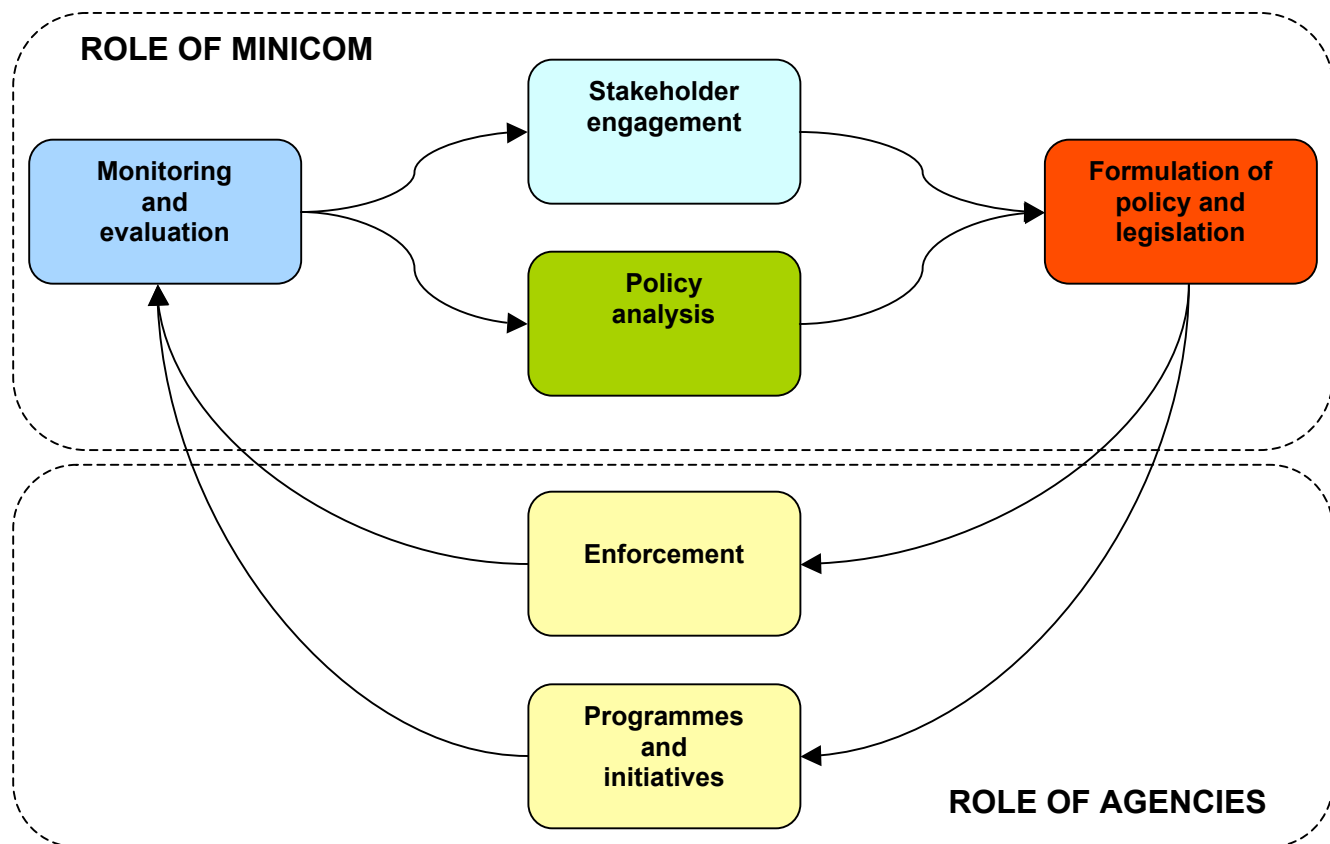 ROLE OF MINICOM
Stakeholder
engagement
Monitoring
and
evaluation
Formulation of
policy and
legislation
Policy
analysis
Enforcement
Programmes
and
initiatives
ROLE OF AGENCIES